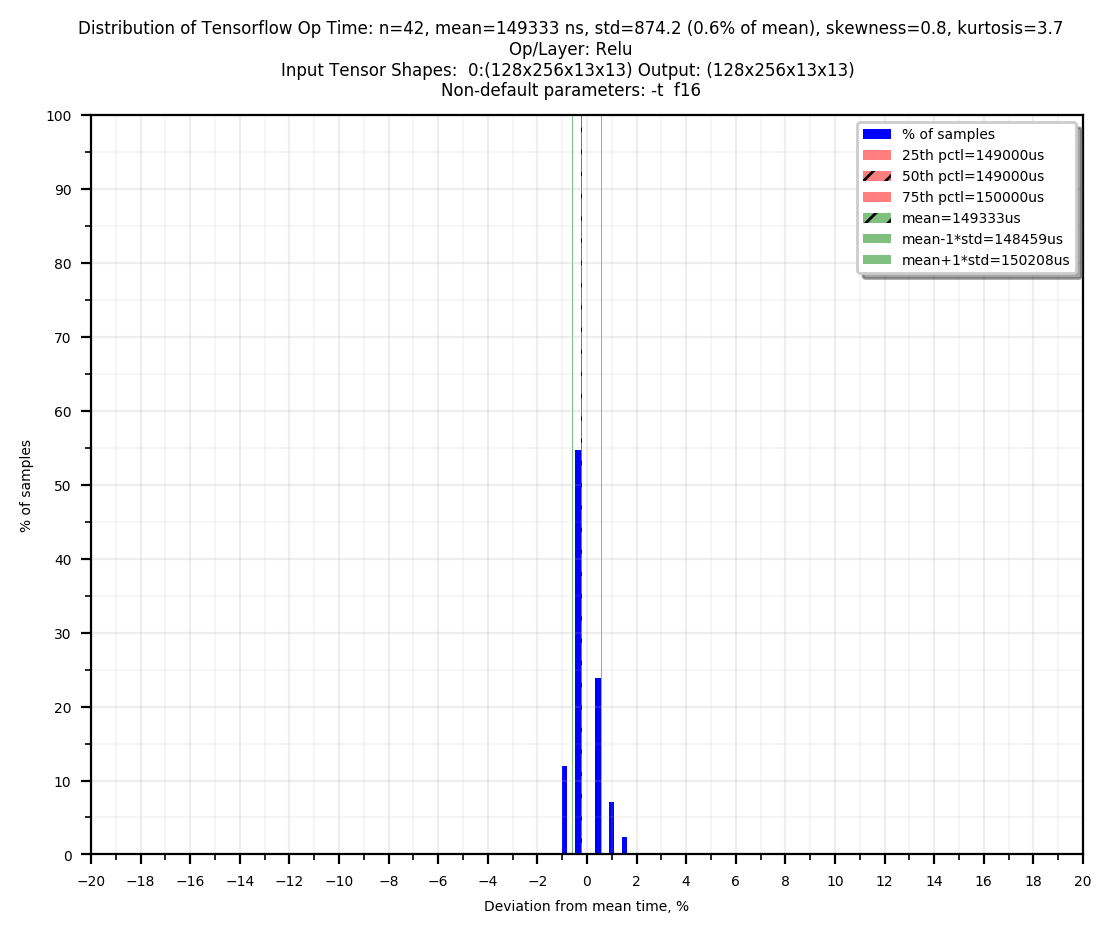 Distribution of Tensorflow Op Time: n=42, mean=149333 ns, std=874.2 (0.6% of mean), skewness=0.8, kurtosis=3.7
Op/Layer: Relu
Input Tensor Shapes:  0:(128x256x13x13) Output: (128x256x13x13)
Non-default parameters: -t  f16
% of samples
25th pctl=149000us
50th pctl=149000us
75th pctl=150000us
mean=149333us
mean-1*std=148459us
mean+1*std=150208us
100
90
80
70
60
50
40
30
20
10
0
% of samples
−20 −18 −16 −14 −12 −10 −8 −6 −4 −2 0 2 4 6 8 10 12 14 16 18 20
Deviation from mean time, %